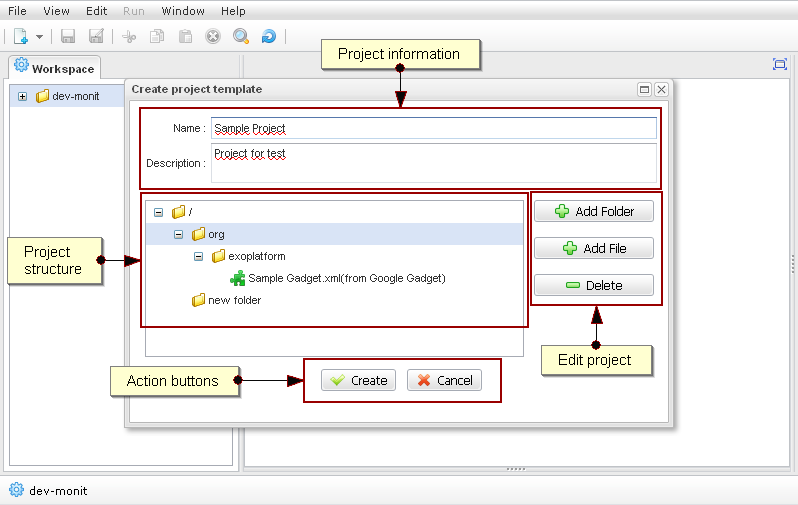 File View Edit Run Window Help
Project information
Workspace
Create project template
dev-monit
Name :
Sample Project
Description :
Project for test
/
org
exoplatform
Sample Gadget.xml(from Google Gadget)
new folder
Add Folder
Add File
Delete
Project
structure
Edit project
Action buttons
Create
Cancel
dev-monit